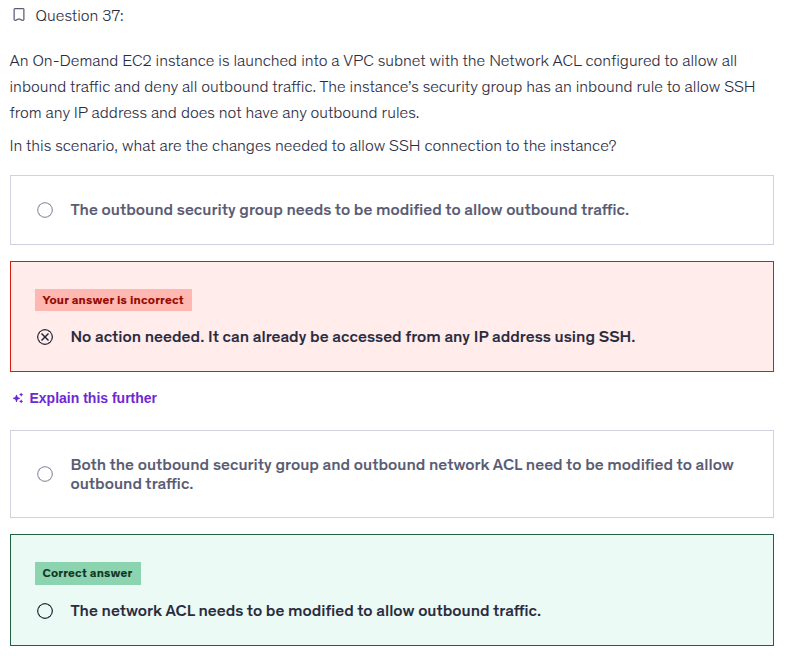 Question 37:
An On-Demand EC2 instance is launched into a VPC subnet with the Network ACL configured to allow all
inbound traffic and deny all outbound traffic. The instance's security group has an inbound rule to allow SSH
from any IP address and does not have any outbound rules.
In this scenario, what are the changes needed to allow SSH connection to the instance?
The outbound security group needs to be modified to allow outbound traffic.
Your answer is incorrect
No action needed. It can already be accessed from any IP address using SSH.
Explain this further
Both the outbound security group and outbound network ACL need to be modified to allow
outbound traffic.
Correct answer
The network ACL needs to be modified to allow outbound traffic.